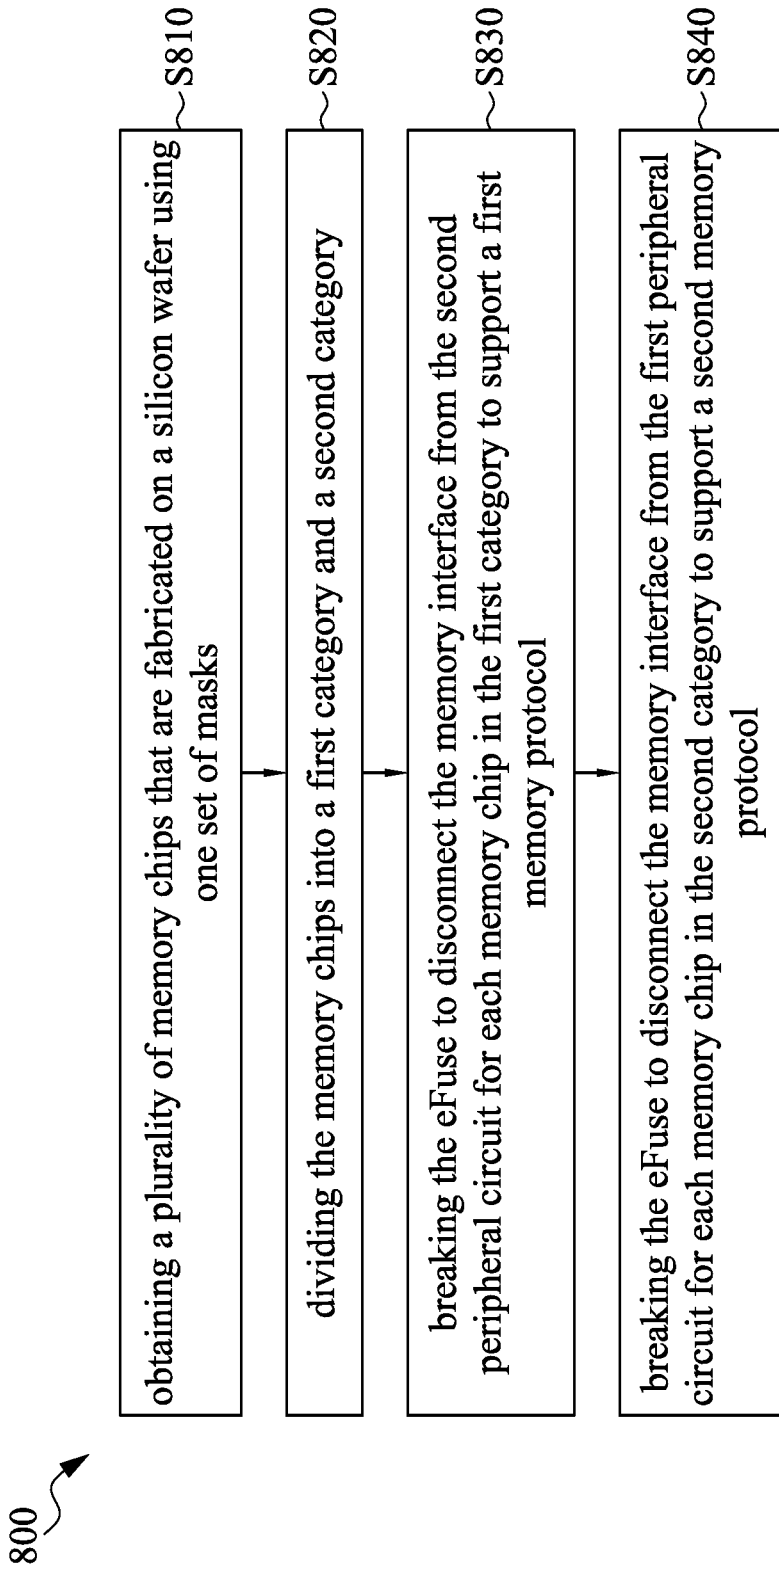 800
obtaining a plurality of memory chips that are fabricated on a silicon wafer using
one set of masks
S810
dividing the memory chips into a first category and a second category
S820
breaking the eFuse to disconnect the memory interface from the second
peripheral circuit for each memory chip in the first category to support a first
memory protocol
S830
breaking the eFuse to disconnect the memory interface from the first peripheral
circuit for each memory chip in the second category to support a second memory
protocol
S840